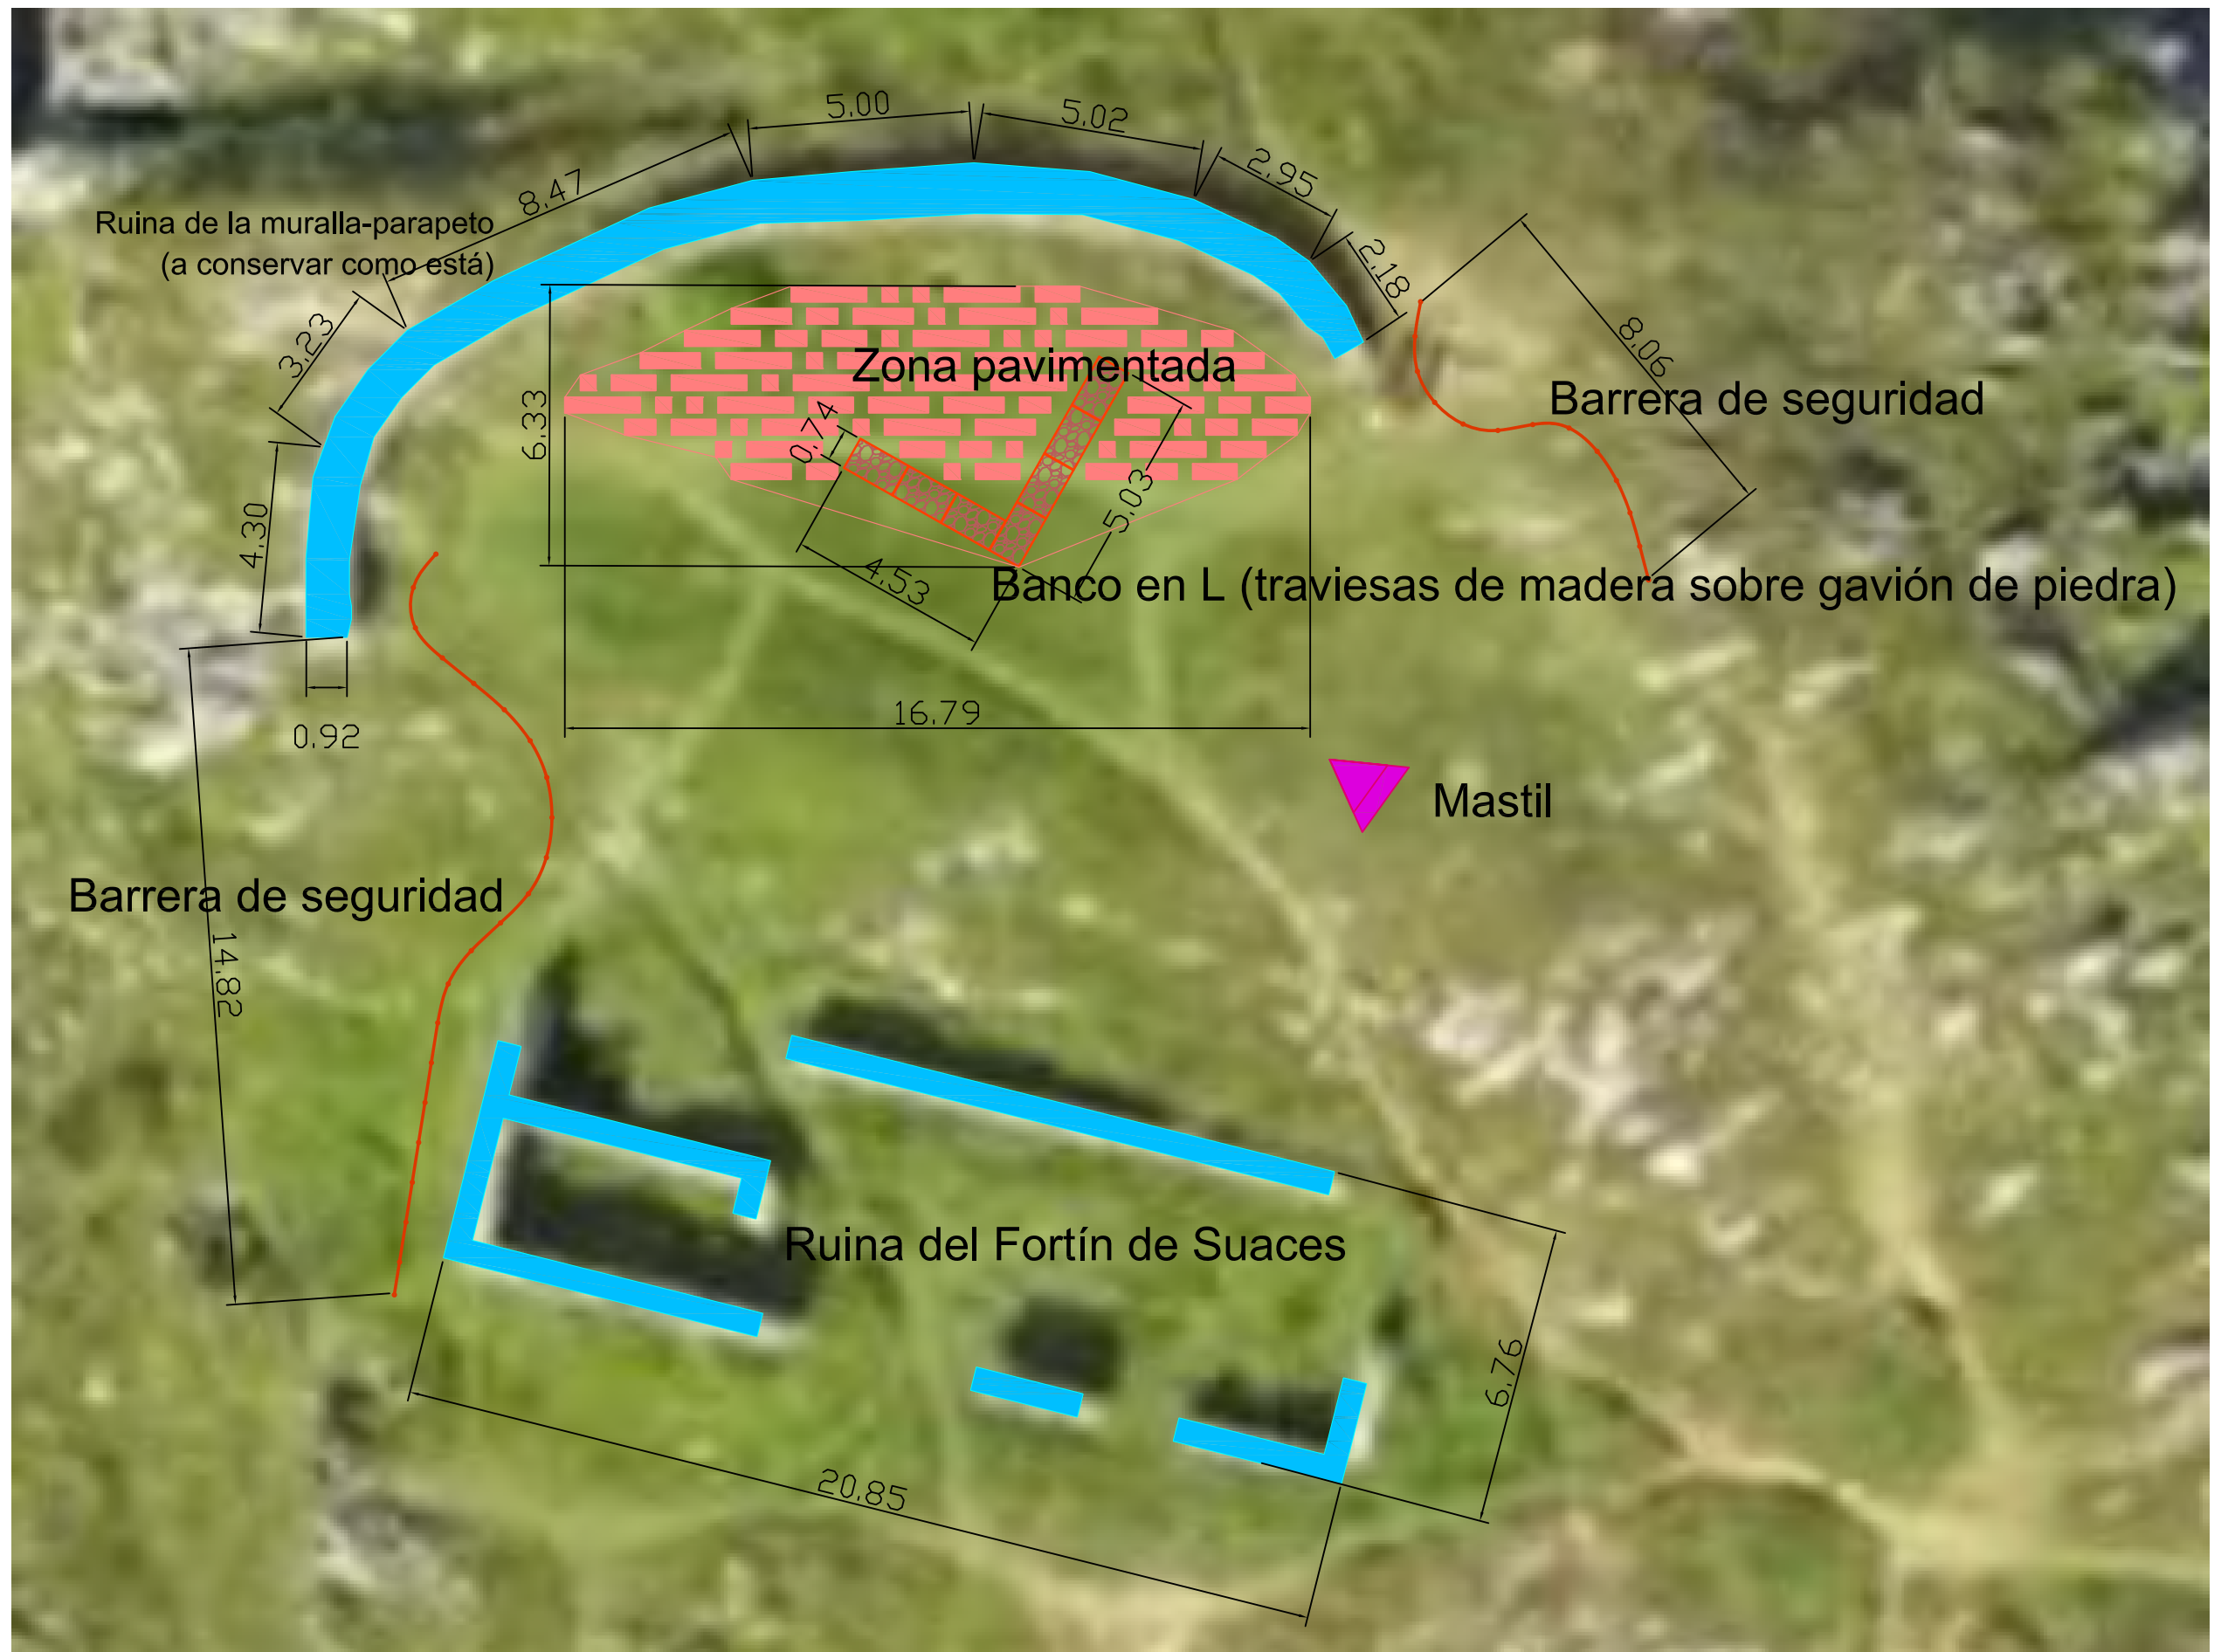 5.00
5.02
8.47
2.95
Ruina de la muralla-parapeto
(a conservar como está)
2.18
3.23
8.06
Zona pavimentada
Barrera de seguridad
6.33
0.74
5.03
4.30
4.53
Banco en L (traviesas de madera sobre gavión de piedra)
16.79
0.92
Mastil
Barrera de seguridad
14.82
Ruina del Fortín de Suaces
6.76
20.85